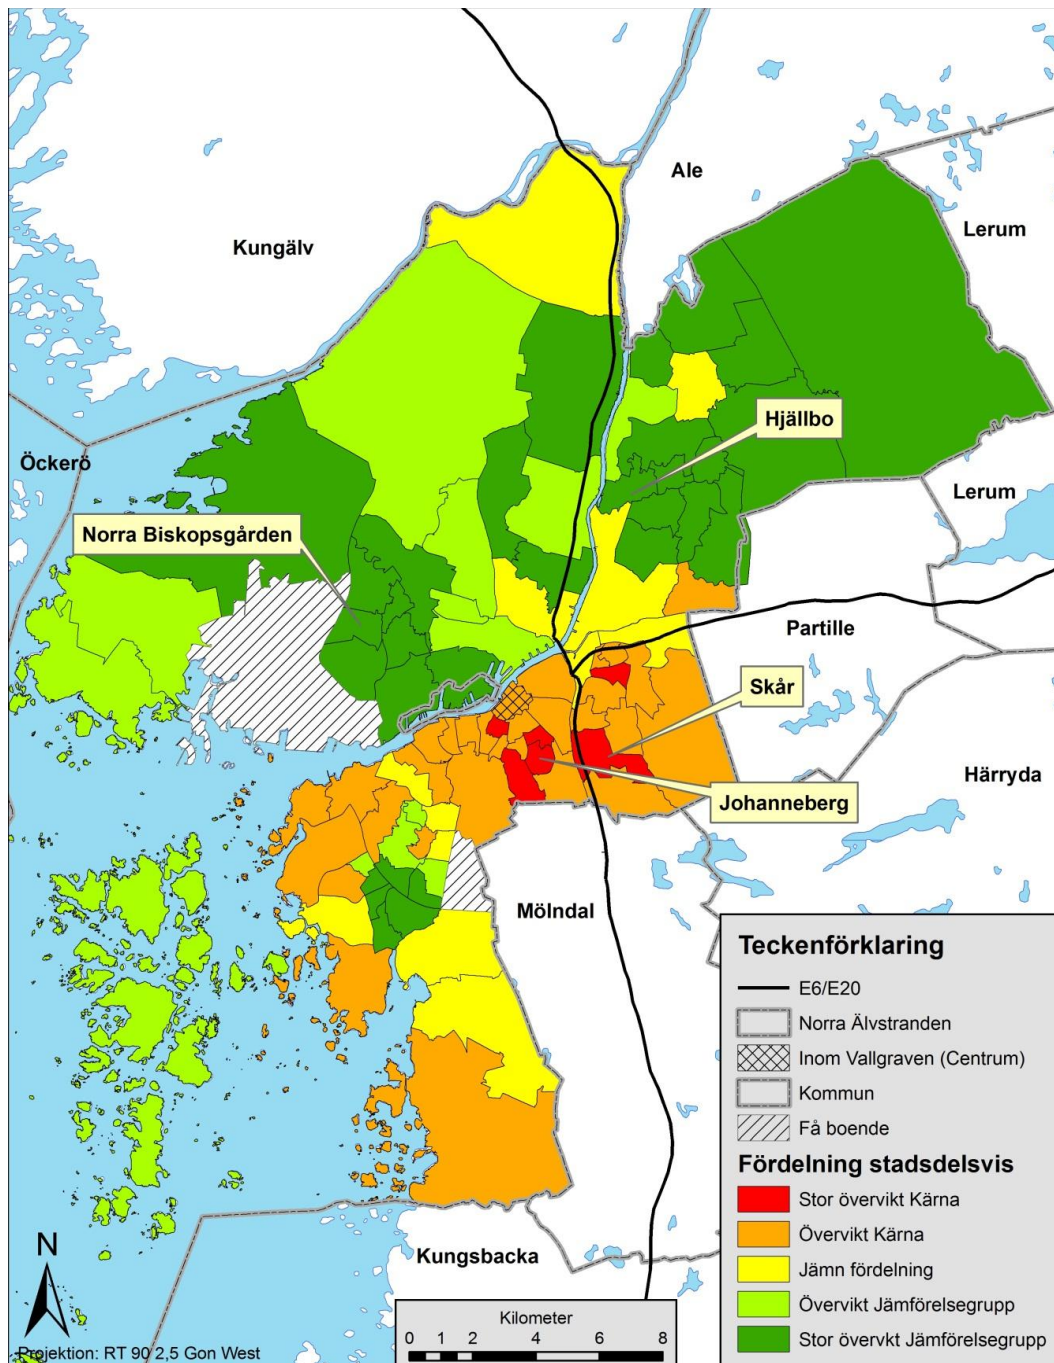 Ale
Kungälv
Lerum
Hjällbo
Öckerö
Lerum
Norra Biskopsgården
Partille
Skår
Härryda
Johanneberg
Mölndal
Kungsbacka
N
Projektion: RT 90 2,5 Gon West
Kilometer
0 1 2 4 6 8
Teckenförklaring
E6/E20
Norra Älvstranden
Inom Vallgraven (Centrum)
Kommun
Få boende
Fördelning stadsdelsvis
Stor övervikt Kärna
Övervikt Kärna
Jämn fördelning
Övervikt Jämförelsegrupp
Stor övervkt Jämförelsegrupp